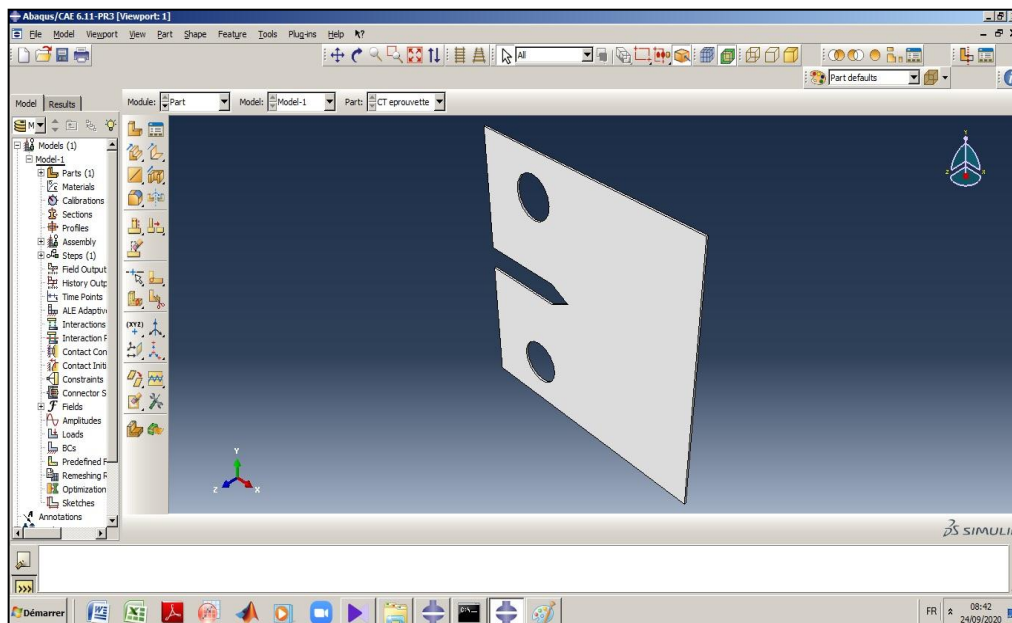 Abaqus/CAE 6.11-PR3 [Viewport: 1]
File Model Viewport View Part Shape Feature Tools Plug-ins Help
All
Part defaults
Model Results
Module: Part Model: Model-1 Part: CT eprouvette
M
Models (1)
Model-1
Parts (1)
Materials
Calibrations
Sections
Profiles
Assembly
Steps (1)
Field Output
History Outp
Time Points
ALE Adaptiv
Interactions
Interaction P
Contact Con
Contact Initi
Constraints
Connector S
Fields
Amplitudes
Loads
BCs
Predefined F
Remeshing R
Optimization
Sketches
Annotations
(XYZ)
Y
Z X
Y
Z X
SIMULI
>>>
Démarrer
FR
08:42
24/09/2020